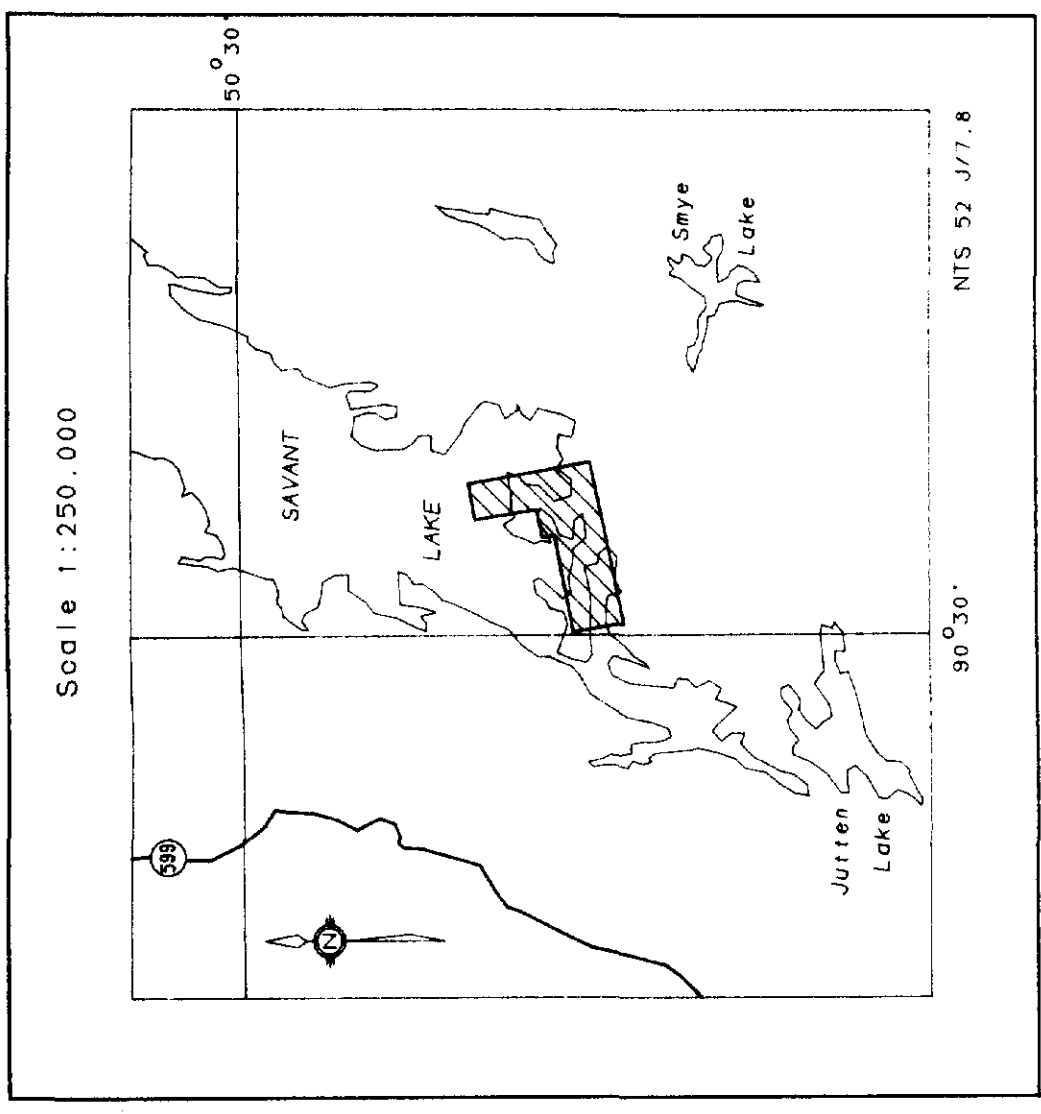 Scale 1:250.000
50°30'
599
SAVANT
LAKE
N
Smye
Lake
Jutten
Lake
90°30'
NTS 52 J/7.8